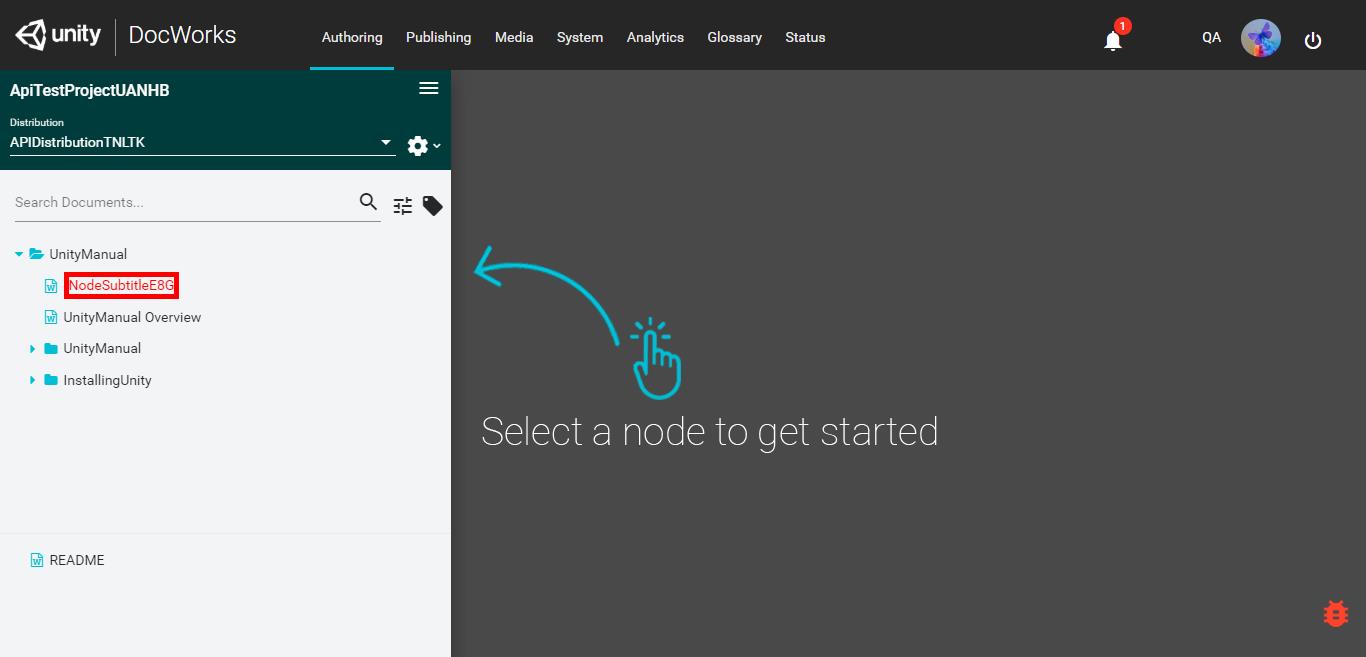 unity DocWorks Authoring Publishing Media System Analytics Glossary Status 1 QA
ApiTestProjectUANHB
Distribution
APIDistributionTNLTK
Search Documents...
UnityManual
NodeSubtitleE8G
UnityManual Overview
UnityManual
InstallingUnity
README
Select a node to get started